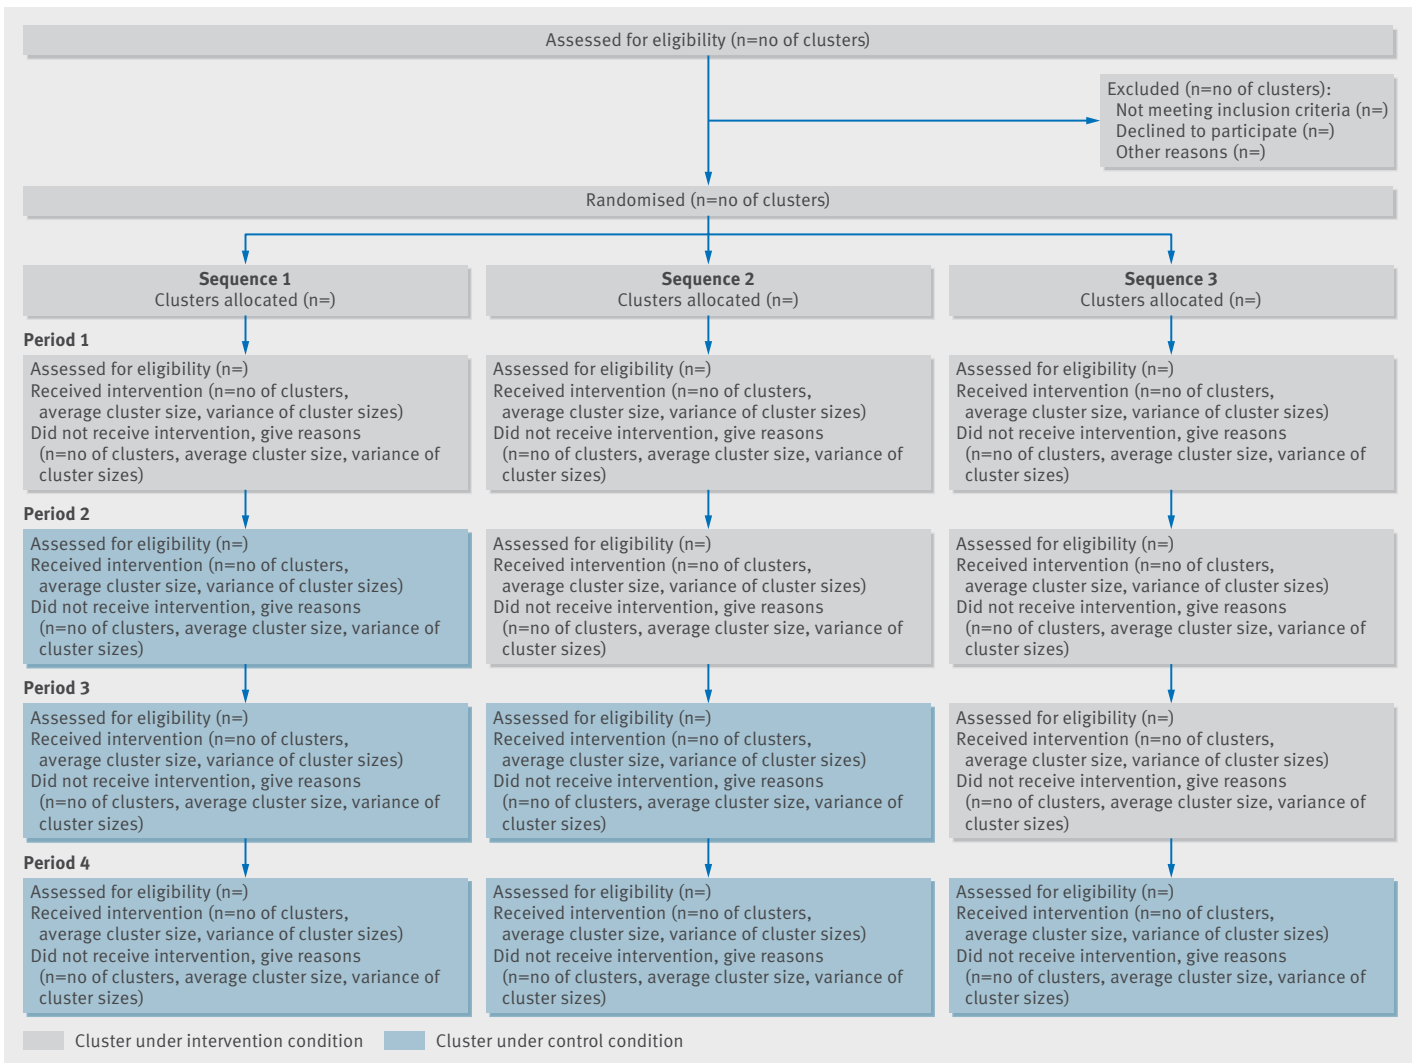 Assessed for eligibility (n=no of clusters)
Excluded (n=no of clusters):
Not meeting inclusion criteria (n=)
Declined to participate (n=)
Other reasons (n=)
Randomised (n=no of clusters)
Sequence 1
Clusters allocated (n=)
Sequence 2
Clusters allocated (n=)
Sequence 3
Clusters allocated (n=)
Period 1
Assessed for eligibility (n=)
Received intervention (n=no of clusters,
average cluster size, variance of cluster sizes)
Did not receive intervention, give reasons
(n=no of clusters, average cluster size, variance of
cluster sizes)
Assessed for eligibility (n=)
Received intervention (n=no of clusters,
average cluster size, variance of cluster sizes)
Did not receive intervention, give reasons
(n=no of clusters, average cluster size, variance of
cluster sizes)
Assessed for eligibility (n=)
Received intervention (n=no of clusters,
average cluster size, variance of cluster sizes)
Did not receive intervention, give reasons
(n=no of clusters, average cluster size, variance of
cluster sizes)
Period 2
Assessed for eligibility (n=)
Received intervention (n=no of clusters,
average cluster size, variance of cluster sizes)
Did not receive intervention, give reasons
(n=no of clusters, average cluster size, variance of
cluster sizes)
Assessed for eligibility (n=)
Received intervention (n=no of clusters,
average cluster size, variance of cluster sizes)
Did not receive intervention, give reasons
(n=no of clusters, average cluster size, variance of
cluster sizes)
Assessed for eligibility (n=)
Received intervention (n=no of clusters,
average cluster size, variance of cluster sizes)
Did not receive intervention, give reasons
(n=no of clusters, average cluster size, variance of
cluster sizes)
Period 3
Assessed for eligibility (n=)
Received intervention (n=no of clusters,
average cluster size, variance of cluster sizes)
Did not receive intervention, give reasons
(n=no of clusters, average cluster size, variance of
cluster sizes)
Assessed for eligibility (n=)
Received intervention (n=no of clusters,
average cluster size, variance of cluster sizes)
Did not receive intervention, give reasons
(n=no of clusters, average cluster size, variance of
cluster sizes)
Assessed for eligibility (n=)
Received intervention (n=no of clusters,
average cluster size, variance of cluster sizes)
Did not receive intervention, give reasons
(n=no of clusters, average cluster size, variance of
cluster sizes)
Period 4
Assessed for eligibility (n=)
Received intervention (n=no of clusters,
average cluster size, variance of cluster sizes)
Did not receive intervention, give reasons
(n=no of clusters, average cluster size, variance of
cluster sizes)
Assessed for eligibility (n=)
Received intervention (n=no of clusters,
average cluster size, variance of cluster sizes)
Did not receive intervention, give reasons
(n=no of clusters, average cluster size, variance of
cluster sizes)
Assessed for eligibility (n=)
Received intervention (n=no of clusters,
average cluster size, variance of cluster sizes)
Did not receive intervention, give reasons
(n=no of clusters, average cluster size, variance of
cluster sizes)
Cluster under intervention condition
Cluster under control condition